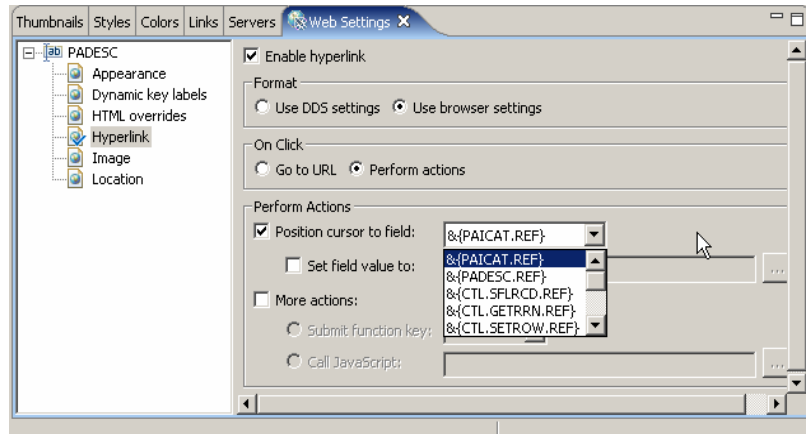 Thumbnails Styles Colors Links Servers Web Settings
PADESC
Appearance
Dynamic key labels
HTML overrides
Hyperlink
Image
Location
Enable hyperlink
Format
Use DDS settings Use browser settings
On Click
Go to URL Perform actions
Perform Actions
Position cursor to field: &{PAICAT.REF}
&{PAICAT.REF}
Set field value to: ...
&{PADESC.REF}
&{CTL.SFLRCD.REF}
More actions:
&{CTL.GETRRN.REF}
&{CTL.SETROW.REF}
Submit function key:
Call JavaScript: ...